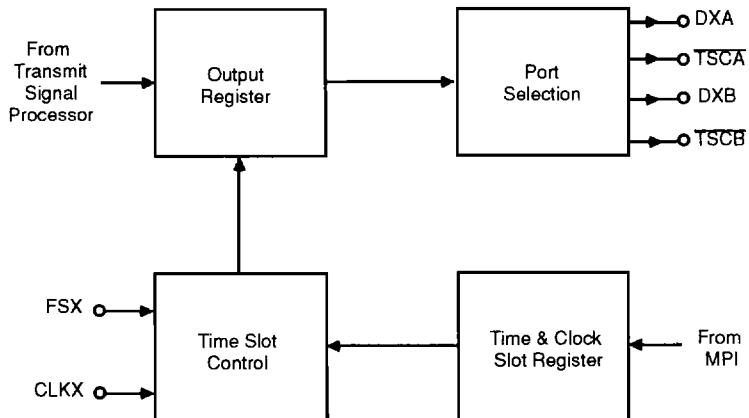 From
Transmit
Signal
Processor
Output
Register
Port
Selection
DXA
TSCA
DXB
TSCB
FSX
CLKX
Time Slot
Control
Time & Clock
Slot Register
From
MPI